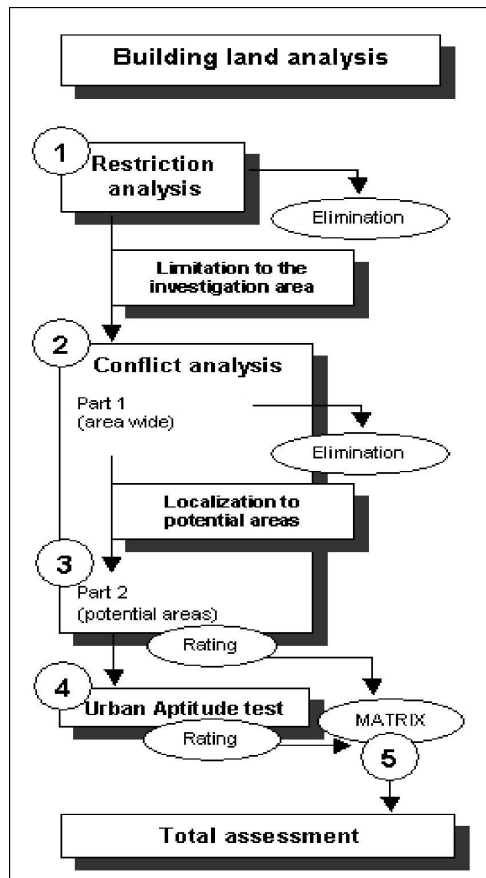 Building land analysis
1
Restriction
analysis
Elimination
Limitation to the
investigation area
2
Conflict analysis
Part 1
(area wide)
Elimination
Localization to
potential areas
3
Part 2
(potential areas)
Rating
4
Urban Aptitude test
Rating
MATRIX
5
Total assessment